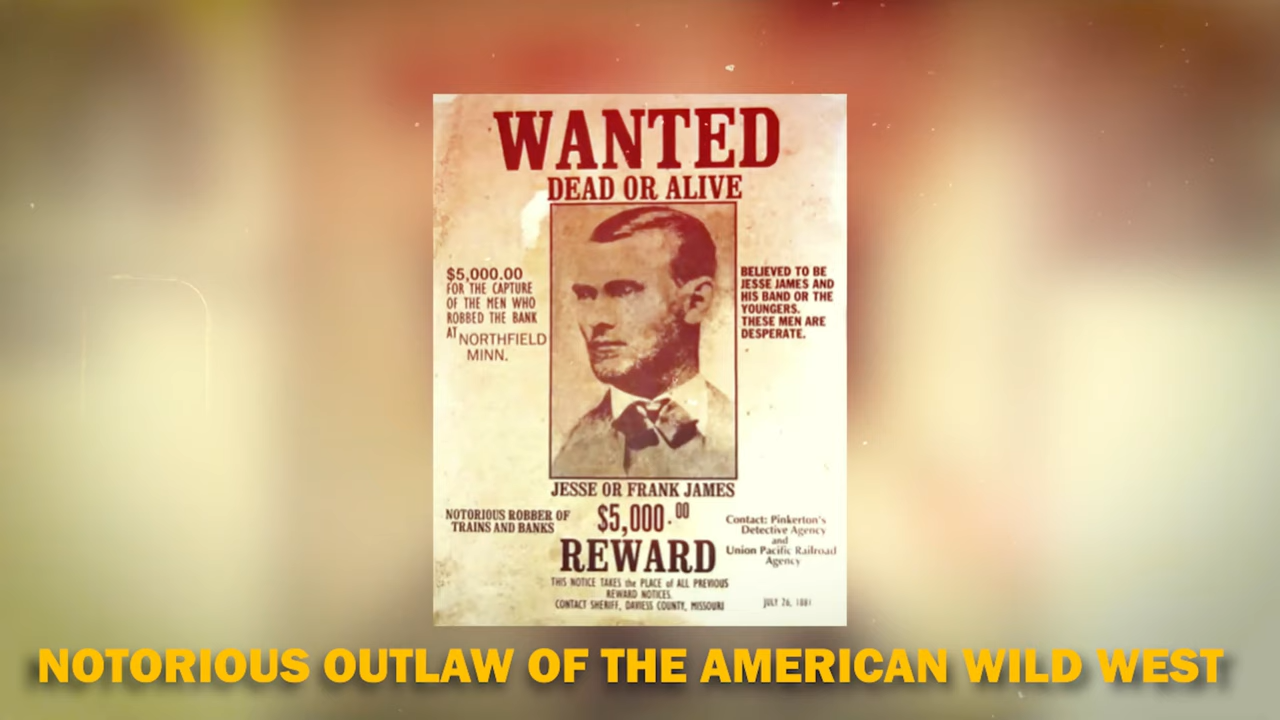 WANTED
DEAD OR ALIVE
$5,000.00
FOR THE CAPTURE
OF THE MEN WHO
ROBBED THE BANK
AT NORTHFIELD
MINN.
BELIEVED TO BE
JESSE JAMES AND
HIS BAND OR THE
YOUNGERS.
THESE MEN ARE
DESPERATE.
JESSE OR FRANK JAMES
NOTORIOUS ROBBER OF
TRAINS AND BANKS
$5,000.00
REWARD
Contact: Pinkerton's
Detective Agency
and
Union Pacific Railroad
Agency
THIS NOTICE TAKES the PLACE of ALL PREVIOUS
REWARD NOTICES.
CONTACT SHERIFF, DAVIESS COUNTY, MISSOURI
JULY 26, 1881
NOTORIOUS OUTLAW OF THE AMERICAN WILD WEST